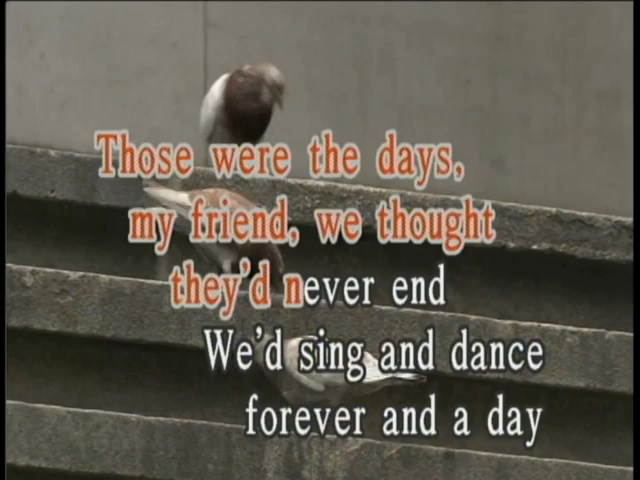 Those were the days,
my friend, we thought
they'd never end
We'd sing and dance
forever and a day